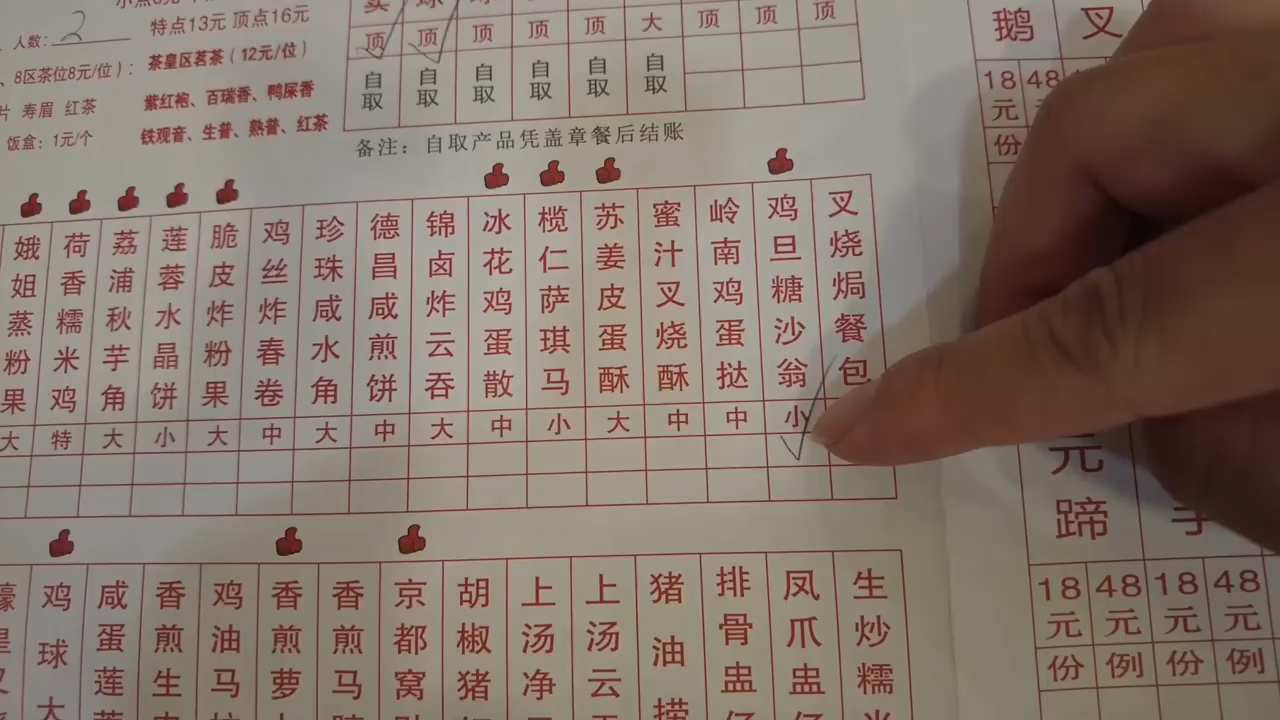 特点13元 顶点16元
人数: 2
8区茶位8元/位）:
茶皇区茗茶（12元/位）
寿眉 红茶
紫红袍、百瑞香、鸭屎香
饭盒: 1元/个
铁观音、生普、熟普、红茶
顶 顶 顶 顶 顶 大 顶 顶 顶
自取 自取 自取 自取 自取 自取
备注: 自取产品凭盖章餐后结账
娥姐蒸粉果 大
荷香糯米鸡 特
荔浦秋芋角 大
莲蓉水晶饼 小
脆皮炸粉果 大
鸡丝炸春卷 中
珍珠咸水角 大
德昌咸煎饼 中
锦卤炸云吞 大
冰花鸡蛋散 中
榄仁萨琪马 小
苏姜皮蛋酥 大
蜜汁叉烧酥 中
岭南鸡蛋挞 中
鸡旦糖沙翁 小
叉烧焗餐包
鸡球大
咸蛋莲
香煎生
鸡油马
香煎萝
香煎马
京都窝
胡椒猪
上汤净
上汤云
猪油捞
排骨盅
凤爪盅
生炒糯
鹅 叉
18元 48
份
元蹄
18元 48元 18元 48元
份 例 份 例